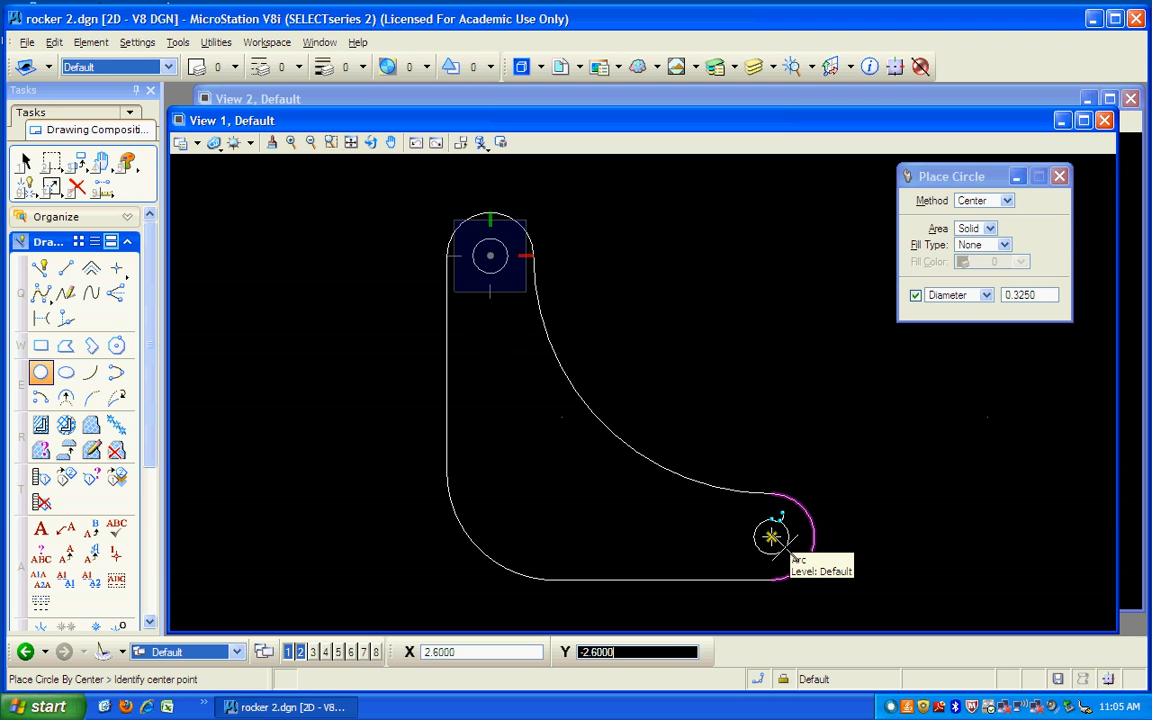 rocker 2.dgn [2D - V8 DGN] - MicroStation V8i (SELECTseries 2) (Licensed For Academic Use Only)
File Edit Element Settings Tools Utilities Workspace Window Help
Default 0 0 0 0 0
Tasks
Tasks
Drawing Compositi...
Organize
Dra...
Q
W
E
R
T
A
View 2, Default
View 1, Default
Place Circle
Method Center
Area Solid
Fill Type: None
Fill Color: 0
Diameter 0.3250
Arc
Level: Default
Default 1 2 3 4 5 6 7 8 X 2.6000 Y -2.6000
Place Circle By Center > Identify center point Default
start rocker 2.dgn [2D - V8... 11:05 AM